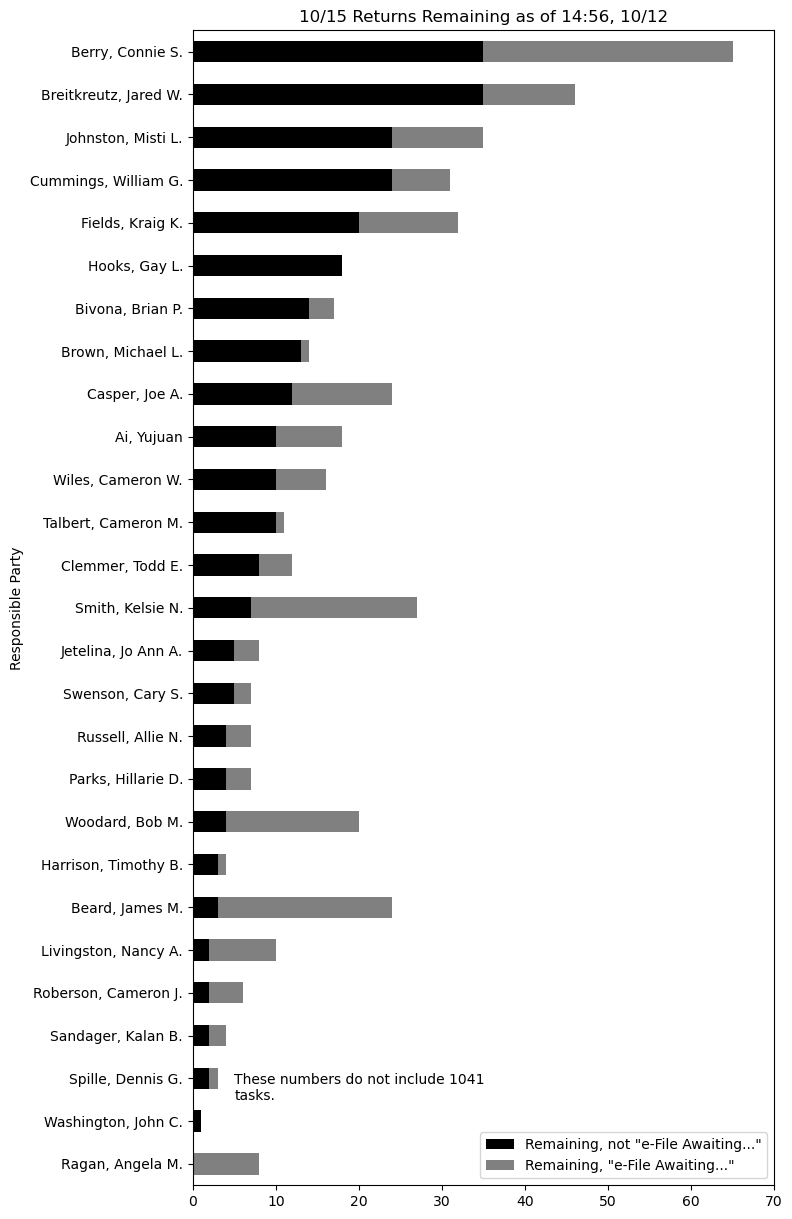 10/15 Returns Remaining as of 14:56, 10/12
Responsible Party
Berry, Connie S.
Breitkreutz, Jared W.
Johnston, Misti L.
Cummings, William G.
Fields, Kraig K.
Hooks, Gay L.
Bivona, Brian P.
Brown, Michael L.
Casper, Joe A.
Ai, Yujuan
Wiles, Cameron W.
Talbert, Cameron M.
Clemmer, Todd E.
Smith, Kelsie N.
Jetelina, Jo Ann A.
Swenson, Cary S.
Russell, Allie N.
Parks, Hillarie D.
Woodard, Bob M.
Harrison, Timothy B.
Beard, James M.
Livingston, Nancy A.
Roberson, Cameron J.
Sandager, Kalan B.
Spille, Dennis G.
Washington, John C.
Ragan, Angela M.
These numbers do not include 1041
tasks.
Remaining, not "e-File Awaiting..."
Remaining, "e-File Awaiting..."
0 10 20 30 40 50 60 70